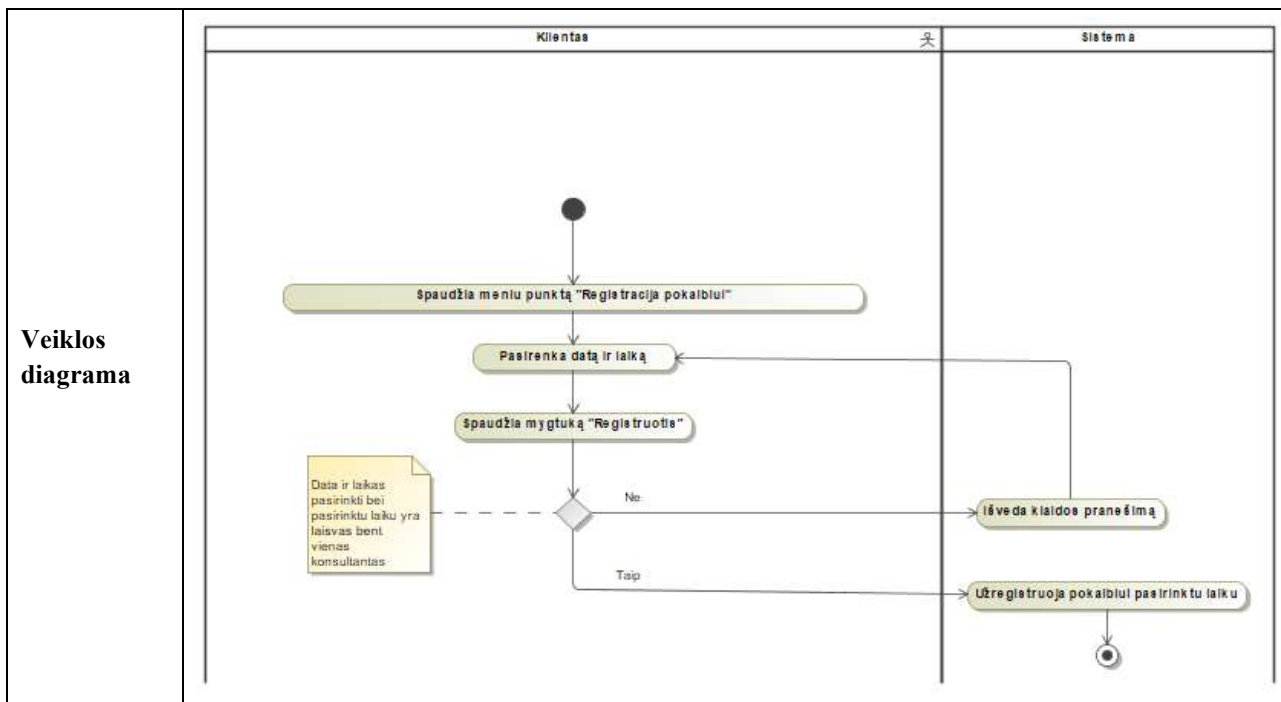 Veiklos
diagrama
Klientas
Sistema
Spaudžia meniu punktą "Registracija pokalbiui"
Pasirenka datą ir laiką
Spaudžia mygtuką "Registruotis"
Data ir laikas
pasirinkti bei
pasirinktu laiku yra
laisvas bent
vienas
konsultantas
Ne
Išveda klaidos pranešimą
Taip
Užregistruoja pokalbiui pasirinktu laiku